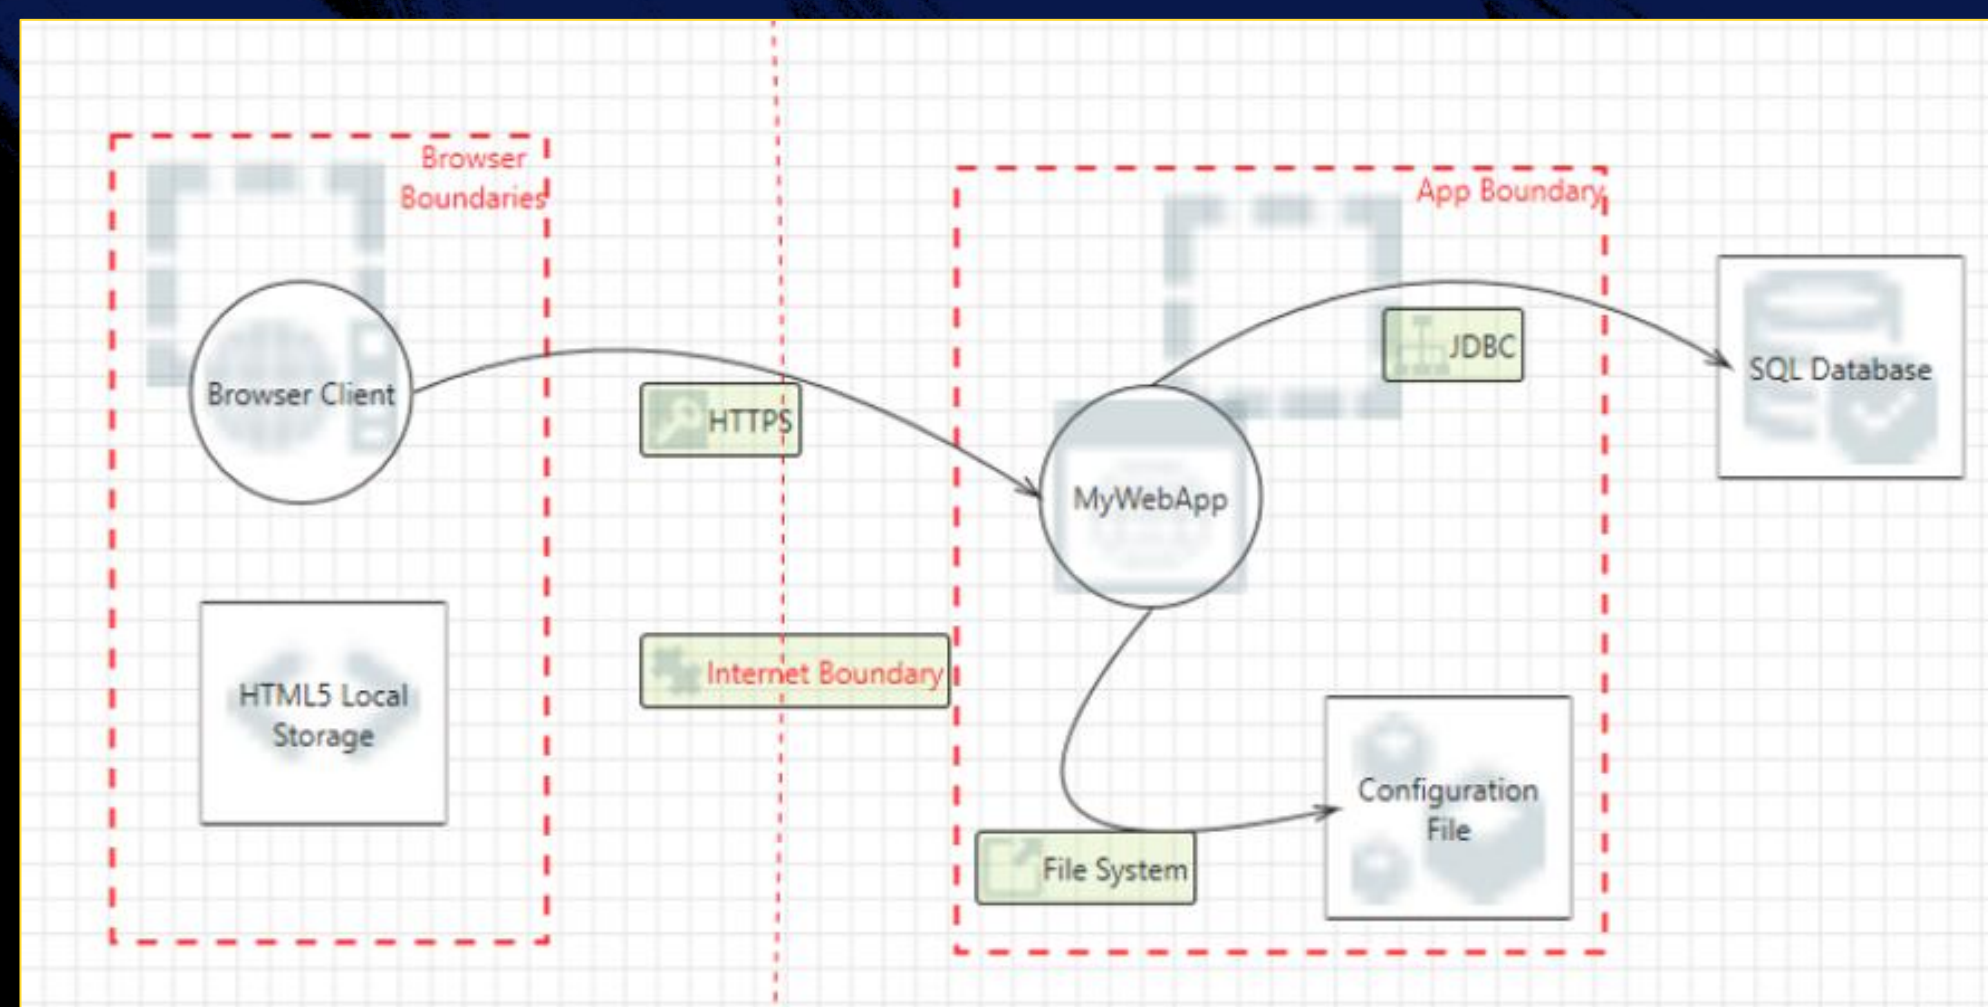 Browser
Boundaries
App Boundary
Browser Client
HTTPS
JDBC
SQL Database
MyWebApp
Internet Boundary
HTML5 Local
Storage
Configuration
File
File System